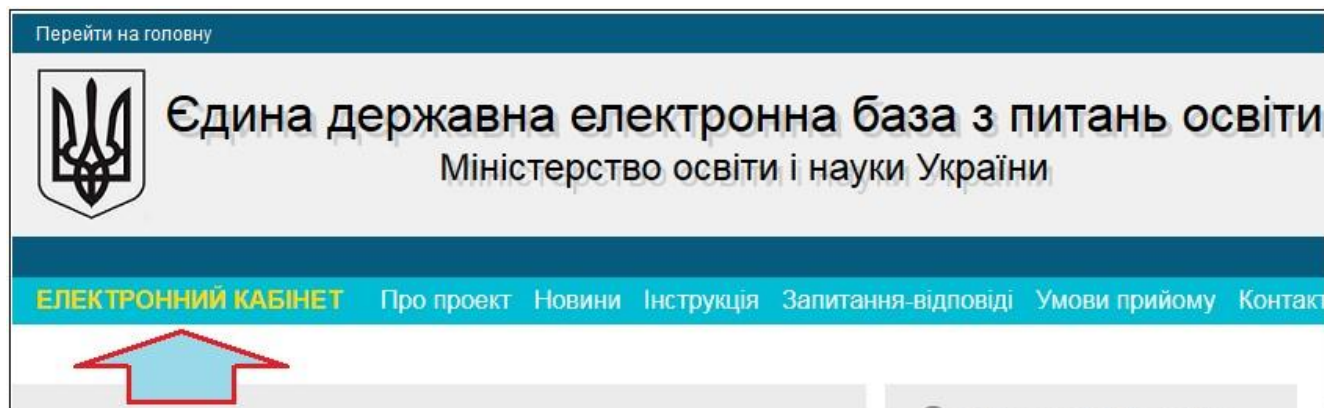 Перейти на головну
Єдина державна електронна база з питань освіти
Міністерство освіти і науки України
ЕЛЕКТРОННИЙ КАБІНЕТ Про проект Новини Інструкція Запитання-відповіді Умови прийому Контакт